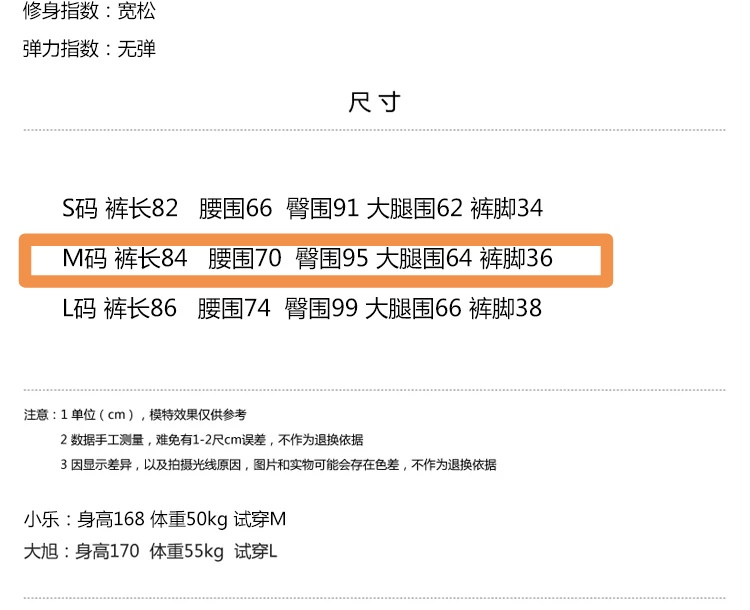 修身指数：宽松
弹力指数：无弹
尺寸
S码 裤长82 腰围66 臀围91 大腿围62 裤脚34
M码 裤长84 腰围70 臀围95 大腿围64 裤脚36
L码 裤长86 腰围74 臀围99 大腿围66 裤脚38
注意：1 单位（cm），模特效果仅供参考
2 数据手工测量，难免有1-2尺cm误差，不作为退换依据
3 因显示差异，以及拍摄光线原因，图片和实物可能会存在色差，不作为退换依据
小乐：身高168 体重50kg 试穿M
大旭：身高170 体重55kg 试穿L